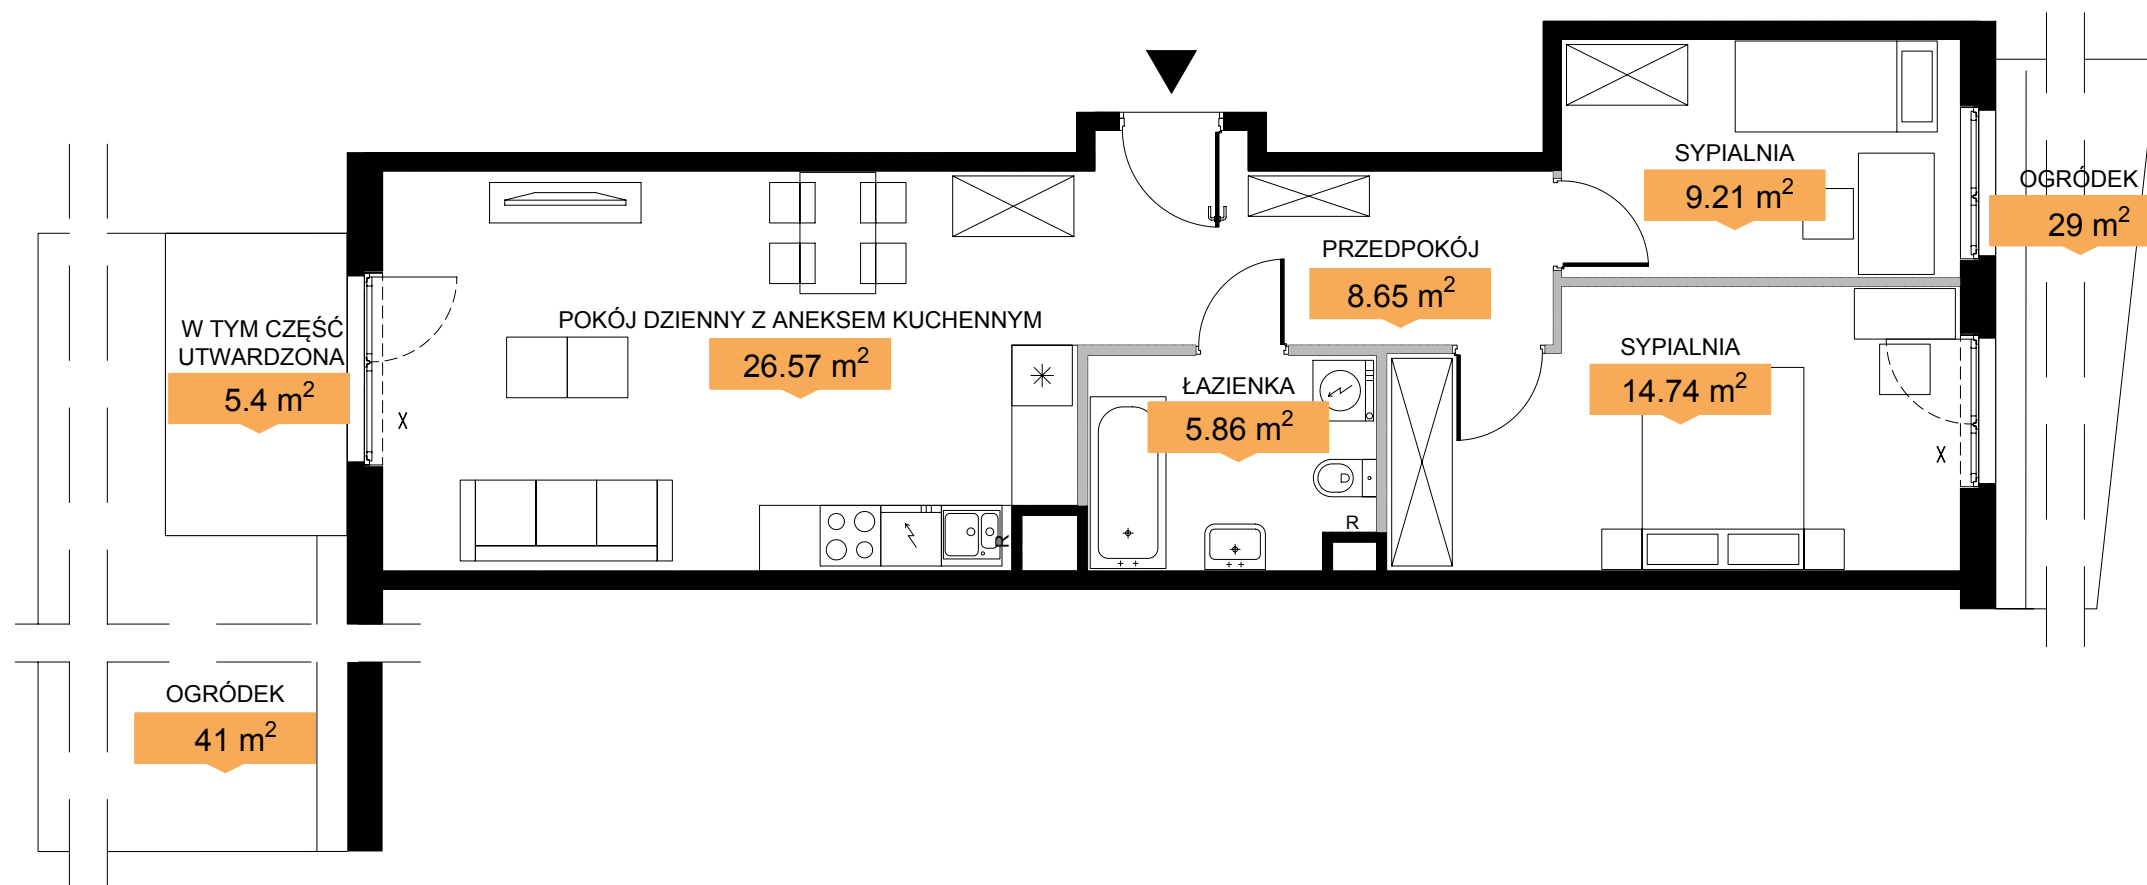 SYPIALNIA
9.21 m²
OGRÓDEK
29 m²
PRZEDPOKÓJ
8.65 m²
POKÓJ DZIENNY Z ANEKSEM KUCHENNYM
26.57 m²
W TYM CZĘŚĆ
UTWARDZONA
5.4 m²
SYPIALNIA
14.74 m²
ŁAZIENKA
5.86 m²
X
X
R
R
OGRÓDEK
41 m²